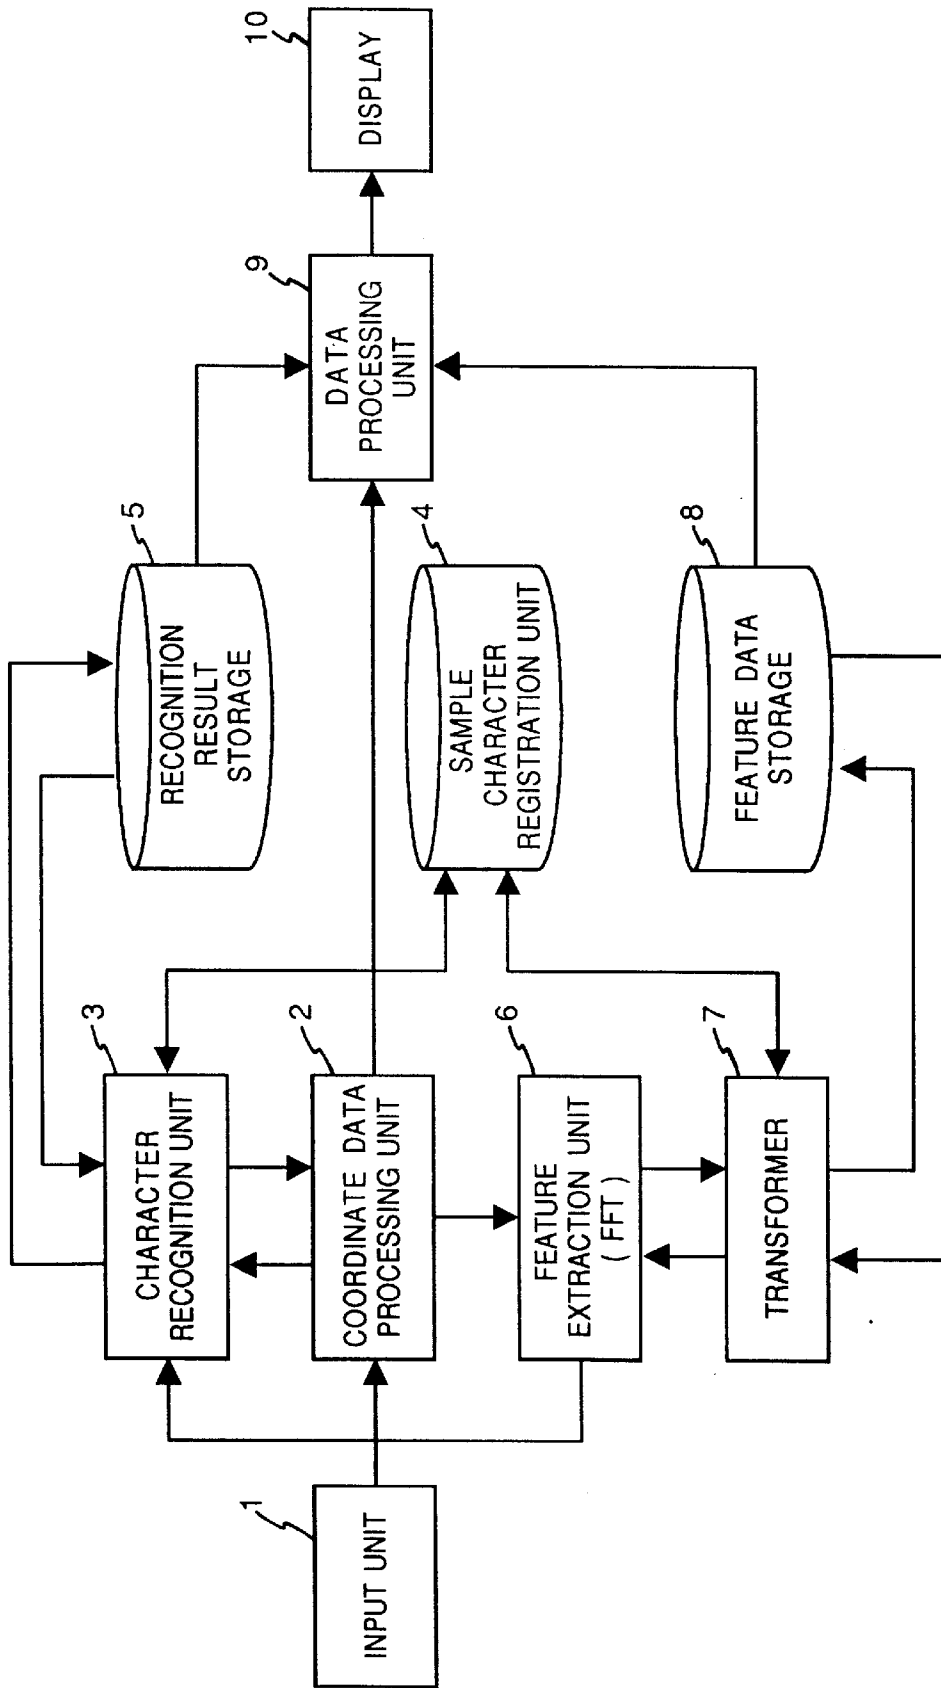 1
INPUT UNIT
3
CHARACTER
RECOGNITION UNIT
2
COORDINATE DATA
PROCESSING UNIT
6
FEATURE
EXTRACTION UNIT
( FFT )
7
TRANSFORMER
5
RECOGNITION
RESULT
STORAGE
4
SAMPLE
CHARACTER
REGISTRATION UNIT
8
FEATURE DATA
STORAGE
9
DATA
PROCESSING
UNIT
10
DISPLAY